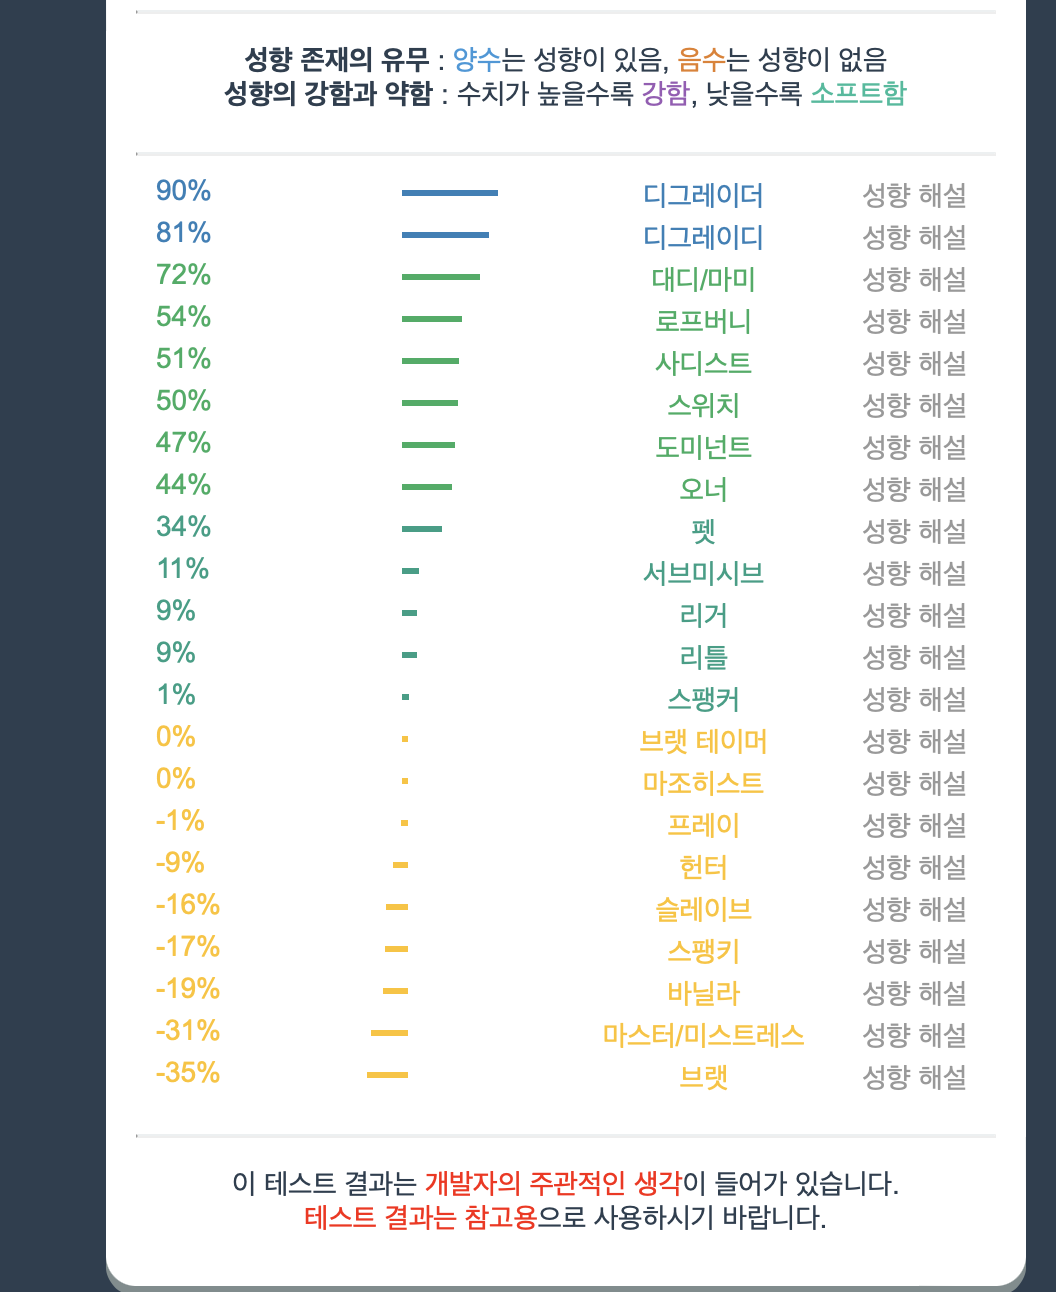 성향 존재의 유무 : 양수는 성향이 있음, 음수는 성향이 없음
성향의 강함과 약함 : 수치가 높을수록 강함, 낮을수록 소프트함
90% 디그레이더 성향 해설
81% 디그레이디 성향 해설
72% 대디/마미 성향 해설
54% 로프버니 성향 해설
51% 사디스트 성향 해설
50% 스위치 성향 해설
47% 도미넌트 성향 해설
44% 오너 성향 해설
34% 펫 성향 해설
11% 서브미시브 성향 해설
9% 리거 성향 해설
9% 리틀 성향 해설
1% 스팽커 성향 해설
0% 브랫 테이머 성향 해설
0% 마조히스트 성향 해설
-1% 프레이 성향 해설
-9% 헌터 성향 해설
-16% 슬레이브 성향 해설
-17% 스팽키 성향 해설
-19% 바닐라 성향 해설
-31% 마스터/미스트레스 성향 해설
-35% 브랫 성향 해설
이 테스트 결과는 개발자의 주관적인 생각이 들어가 있습니다.
테스트 결과는 참고용으로 사용하시기 바랍니다.